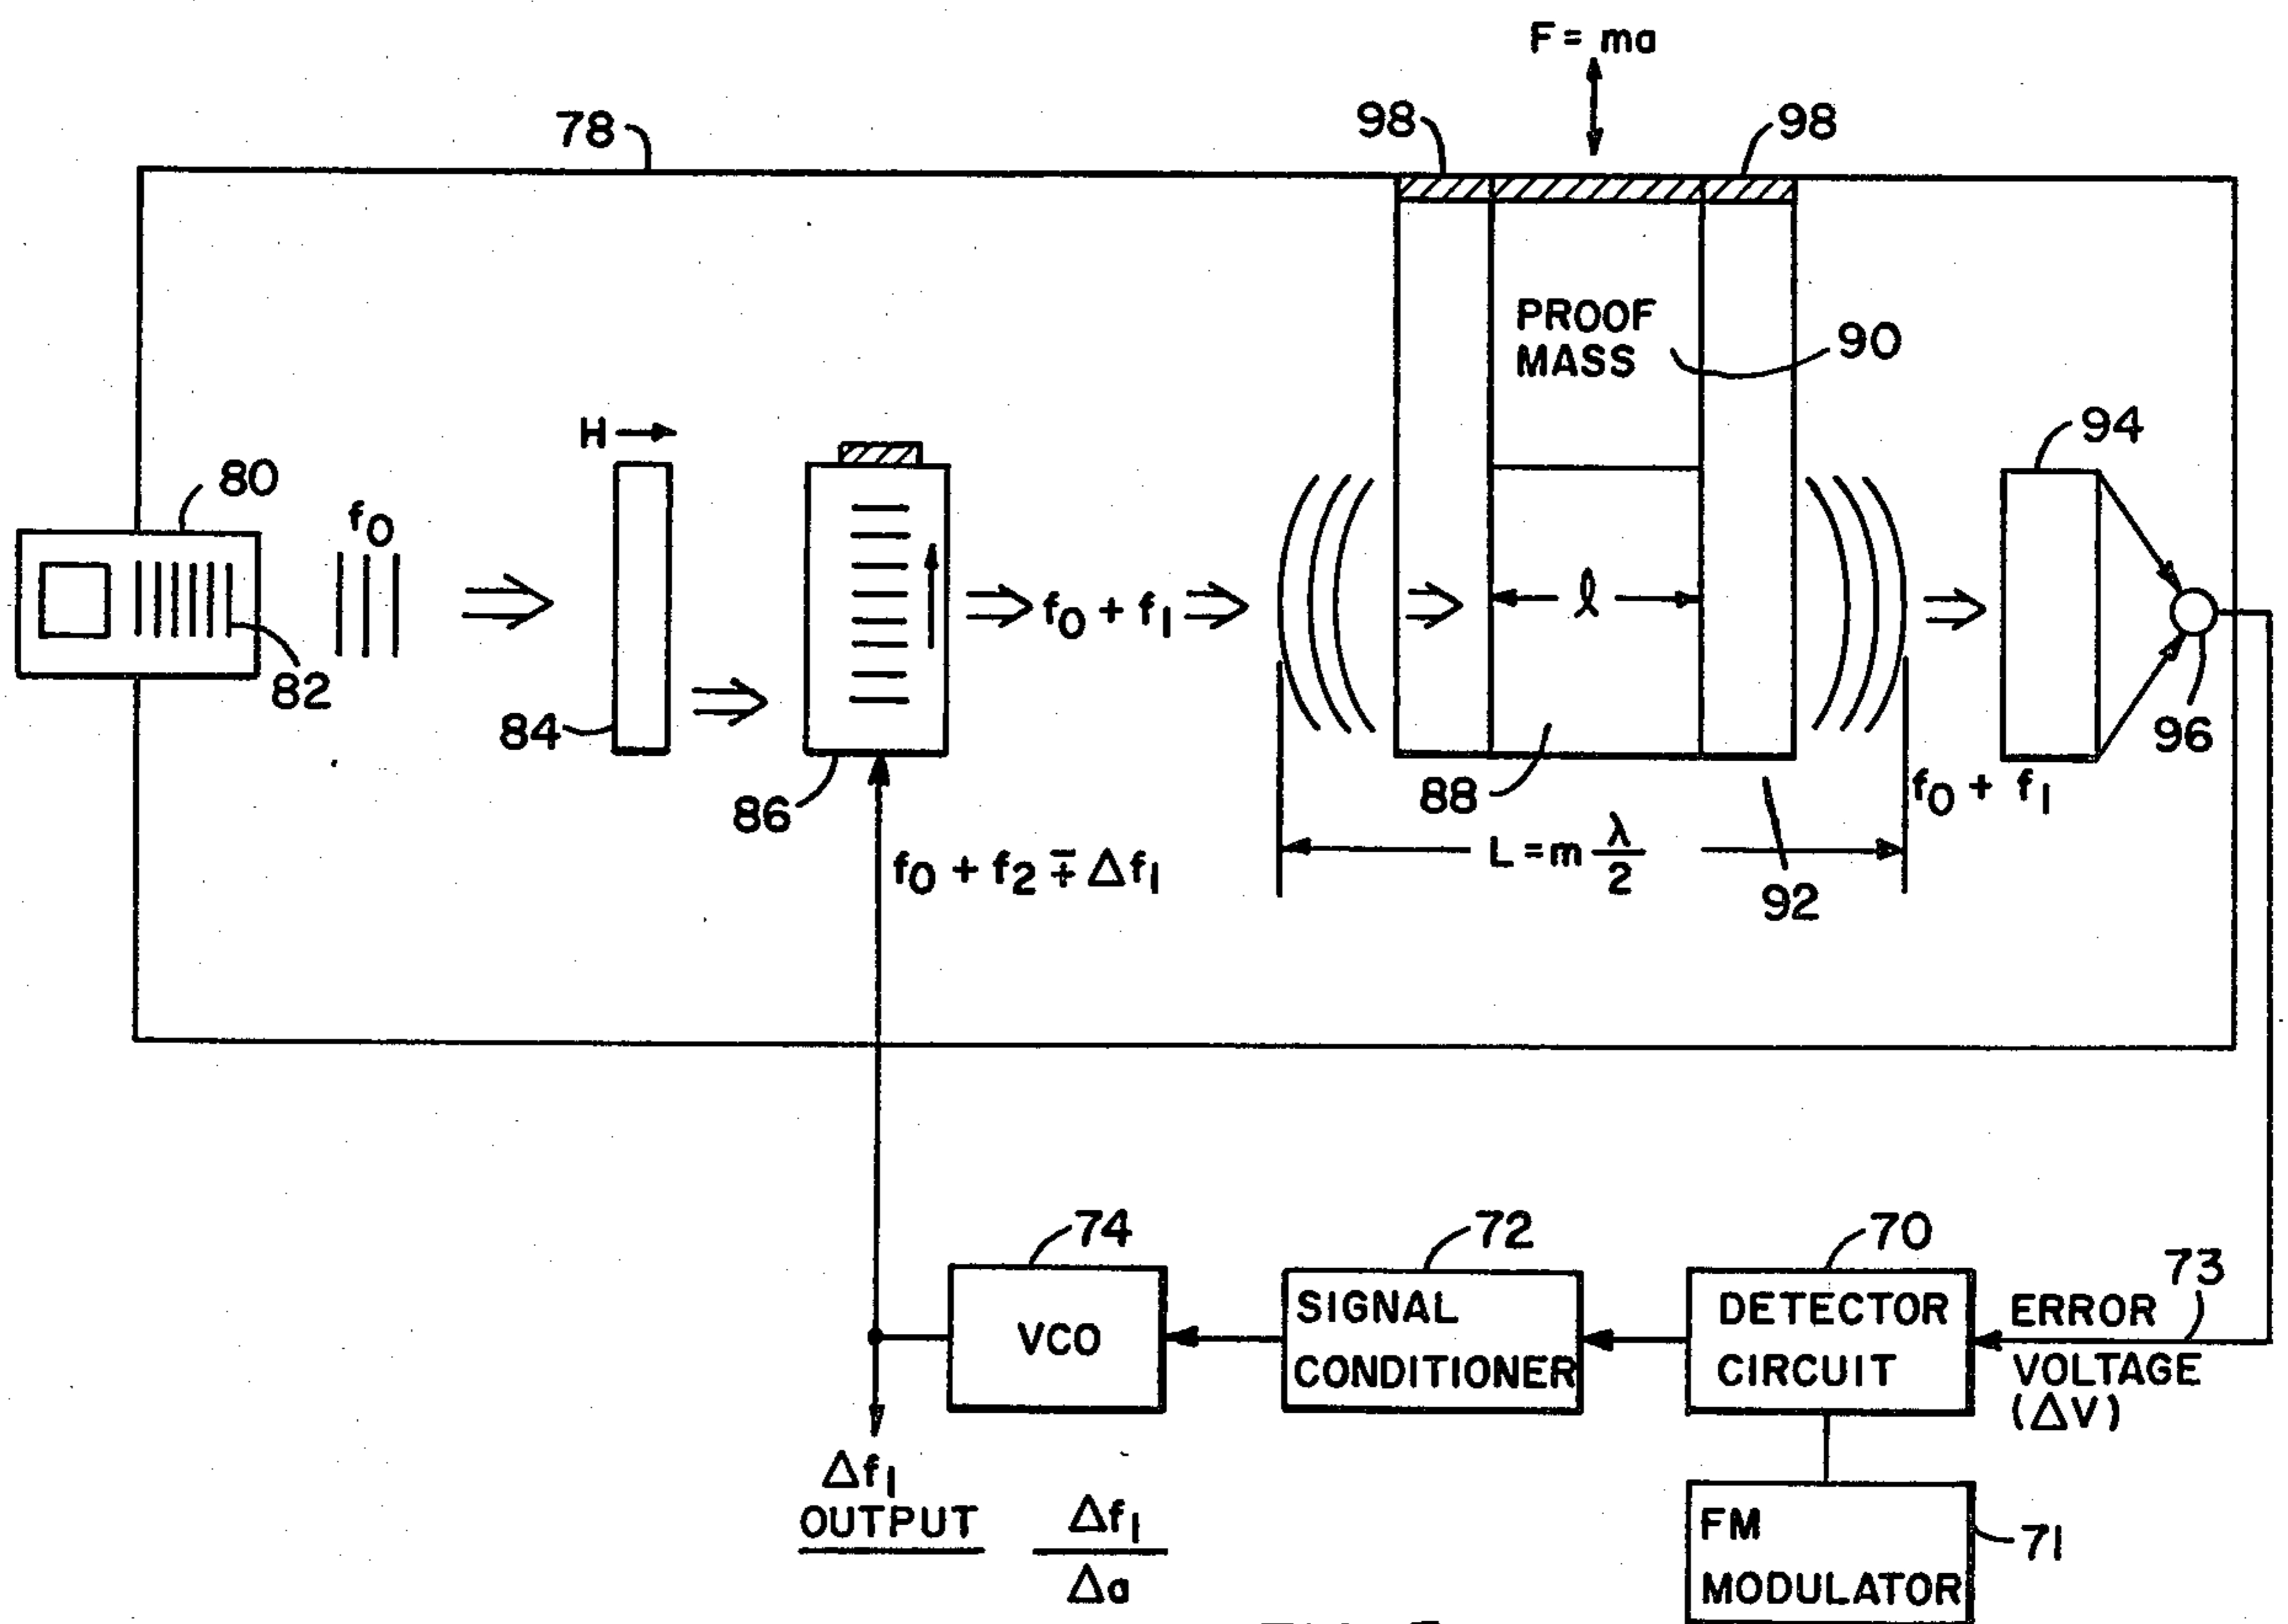 F = ma
78
98
98
PROOF
MASS
90
H
94
80
f0
82
84
86
f0 + f1
ℓ
88
96
f0 + f1
L = m λ/2
92
f0 + f2 ∓ Δf1
74
72
70
73
VCO
SIGNAL
CONDITIONER
DETECTOR
CIRCUIT
ERROR
VOLTAGE
(ΔV)
Δf1
OUTPUT
Δf1
Δa
FM
MODULATOR
71